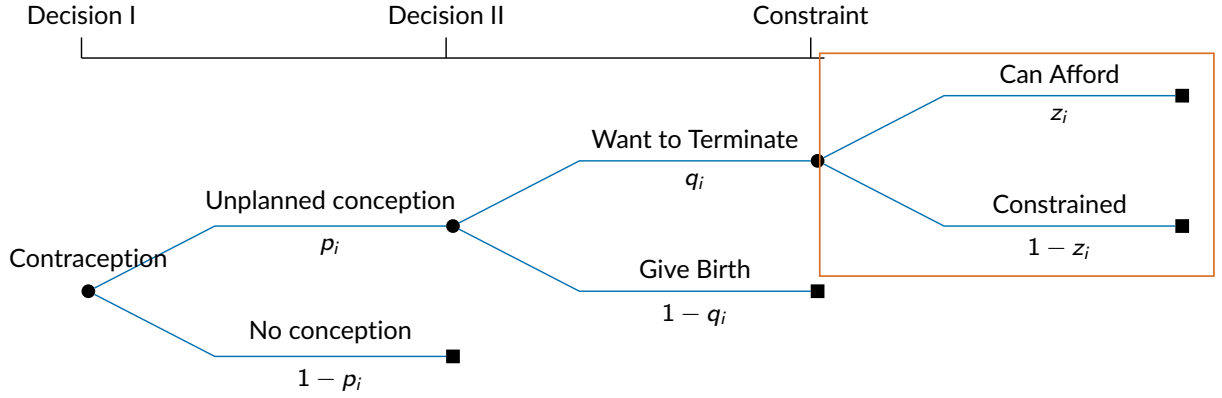 Decision I
Decision II
Constraint
Can Afford
z_i
Want to Terminate
q_i
Unplanned conception
p_i
Constrained
1 − z_i
Contraception
Give Birth
1 − q_i
No conception
1 − p_i